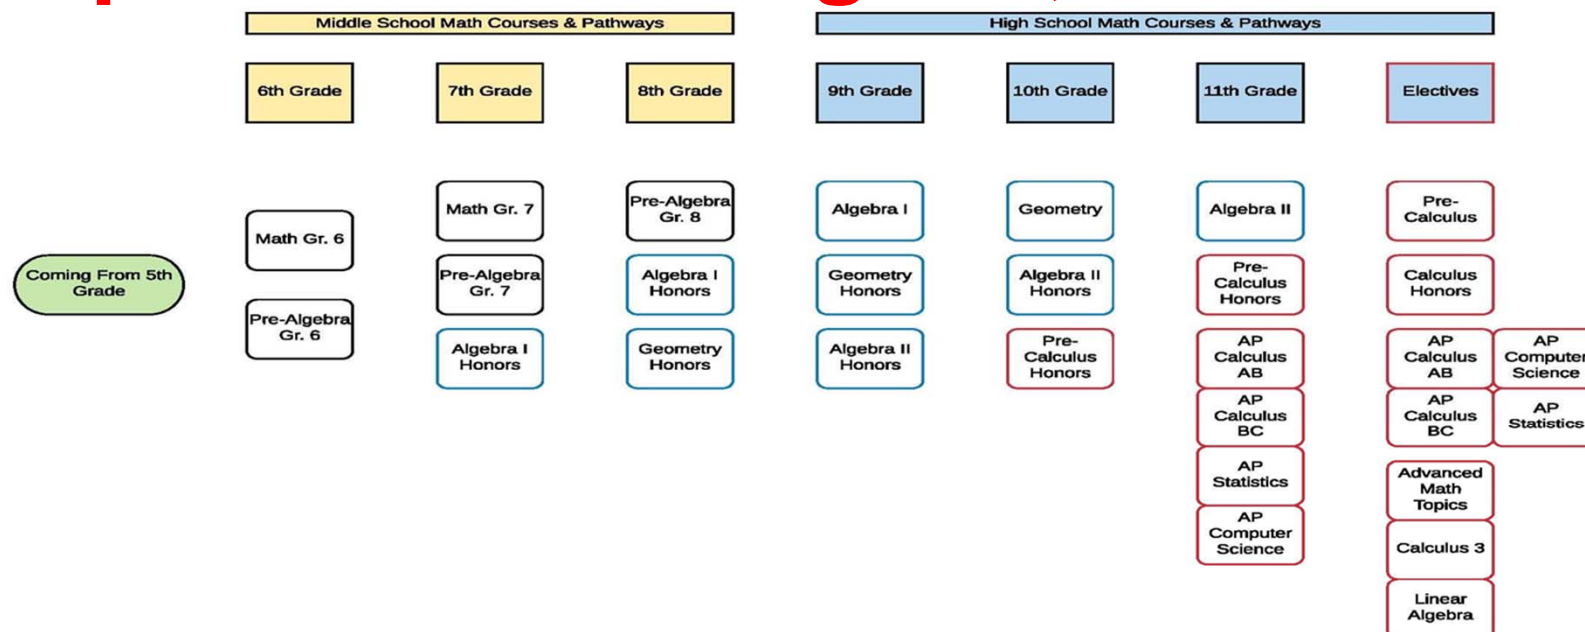 Middle School Math Courses & Pathways
High School Math Courses & Pathways
6th Grade
7th Grade
8th Grade
9th Grade
10th Grade
11th Grade
Electives
Coming From 5th
Grade
Math Gr. 6
Pre-Algebra
Gr. 6
Math Gr. 7
Pre-Algebra
Gr. 7
Algebra I
Honors
Pre-Algebra
Gr. 8
Algebra I
Honors
Geometry
Honors
Algebra I
Geometry
Honors
Algebra II
Honors
Geometry
Algebra II
Honors
Pre-
Calculus
Honors
Algebra II
Pre-
Calculus
Honors
AP
Calculus
AB
AP
Calculus
BC
AP
Statistics
AP
Computer
Science
Pre-
Calculus
Calculus
Honors
AP
Calculus
AB
AP
Calculus
BC
Advanced
Math
Topics
Calculus 3
Linear
Algebra
AP
Computer
Science
AP
Statistics